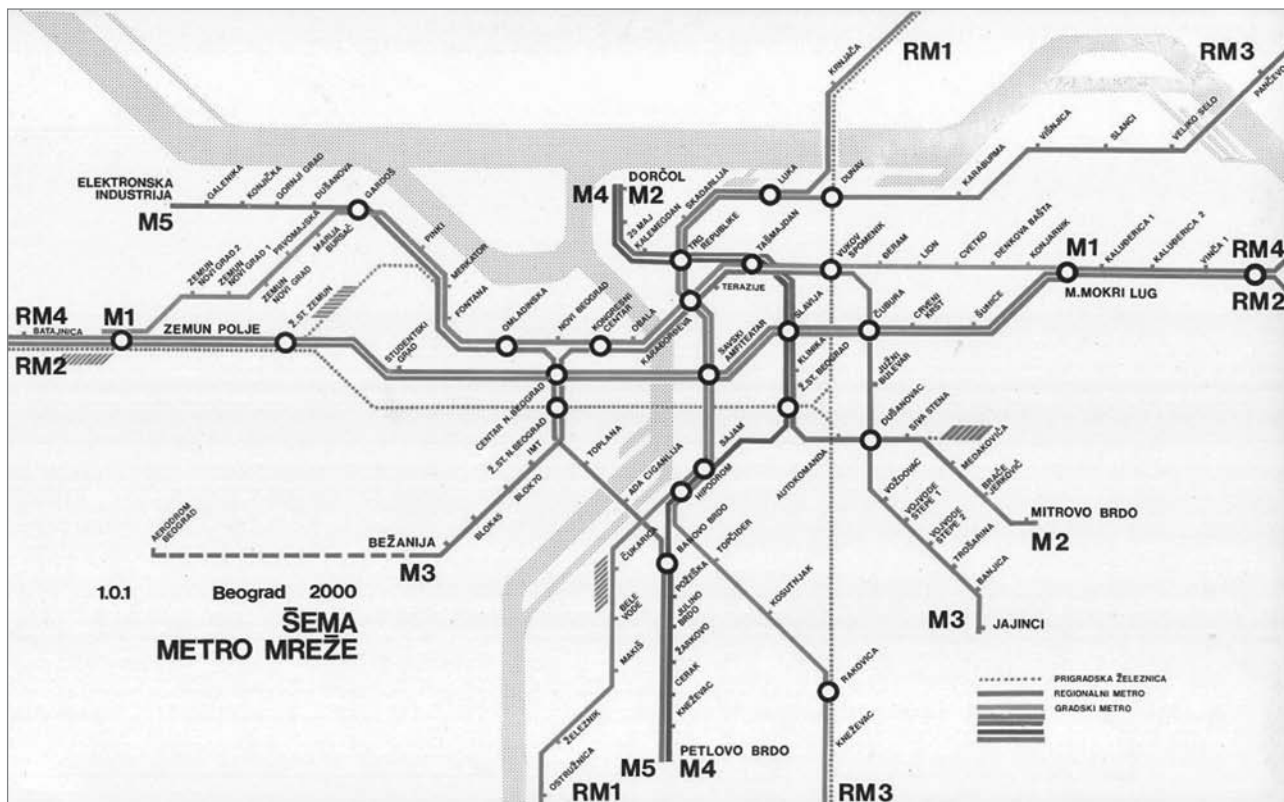 RM1
RM3
PANČEVO
KRNJAČA
VIŠNJICA
SLANCI
VELIKO SELO
KARABURMA
LUKA
DUNAV
ELEKTRONSKA
INDUSTRIJA
M5
GALENIKA
KONJIČKA
GORNJI GRAD
DUŠANOVA
GARDOŠ
M4
DORĆOL
M2
SKADARLIJA
29 MAJ
KALEMEGDAN
TRG
REPUBLIKE
TAŠMAJDAN
VUKOV
SPOMENIK
ĐERAM
LION
CVETKO
DENKOVA BAŠTA
KONJARNIK
M1
M.MOKRI LUG
KALUĐERICA 1
KALUĐERICA 2
VINČA 1
RM4
RM2
PINKI
MERKATOR
FONTANA
ZEMUN
NOVI GRAD 2
ZEMUN
NOVI GRAD 1
ZEMUN
NOVI GRAD
PRVOMAJSKA
MARIJA
BURSAĆ
RM4
BATAJNICA
RM2
M1
ZEMUN POLJE
Ž.ST. ZEMUN
STUDENTSKI
GRAD
OMLADINSKA
NOVI BEOGRAD
KONGRESNI
CENTAR
OBALA
KARAĐORĐEVA
TERAZIJE
SAVSKI
AMFITEATAR
SLAVIJA
ČUBURA
CRVENI
KRST
ŠUMICE
KLINIKA
Ž.ST. BEOGRAD
JUŽNI
BULEVAR
DUŠANOVAC
SIVA STENA
MEDAKOVIĆA
BRAĆE
JERKOVIĆ
MITROVO BRDO
M2
CENTAR N. BEOGRAD
Ž.ST. N.BEOGRAD
IMT
BLOK70
BLOK45
TOPLANA
ADA CIGANLIJA
SAJAM
HIPODROM
AUTOKOMANDA
VOŽDOVAC
VOJVODE
STEPE 1
VOJVODE
STEPE 2
TROŠARINA
BANJICA
M3
JAJINCI
AERODROM
BEOGRAD
BEŽANIJA
M3
ČUKARICA
BANOVO BRDO
TOPČIDER
KOSUTNJAK
POŽEŠKA
JULINO
BRDO
ŽARKOVO
CERAK
KNEŽEVAC
BELE
VODE
MAKIŠ
ŽELEZNIK
OSTRUŽNICA
RM1
M5
PETLOVO BRDO
M4
RAKOVICA
KNEŽEVAC
RM3
1.0.1
Beograd 2000
ŠEMA
METRO MREŽE
PRIGRADSKA ŽELEZNICA
REGIONALNI METRO
GRADSKI METRO